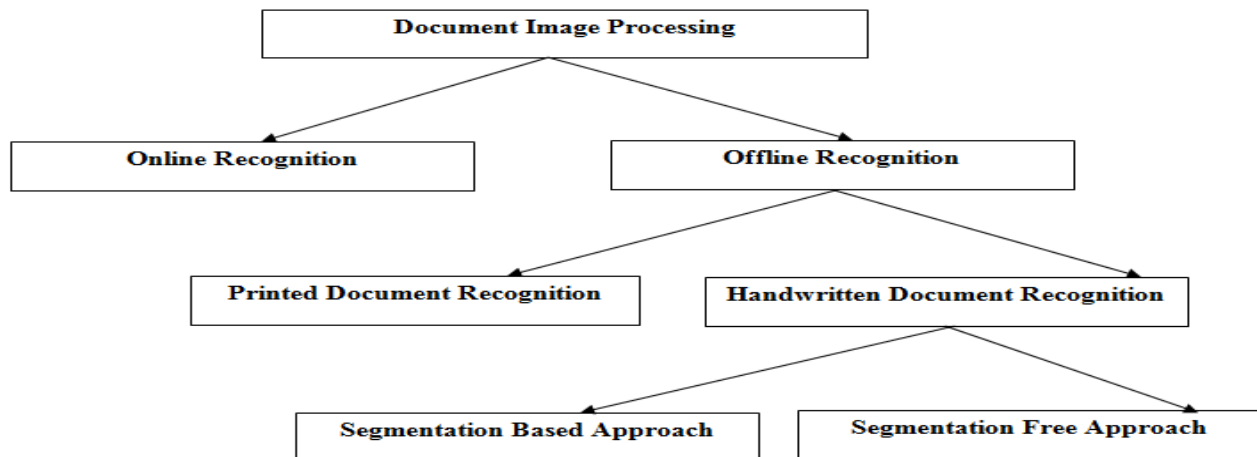 Document Image Processing
Online Recognition
Offline Recognition
Printed Document Recognition
Handwritten Document Recognition
Segmentation Based Approach
Segmentation Free Approach